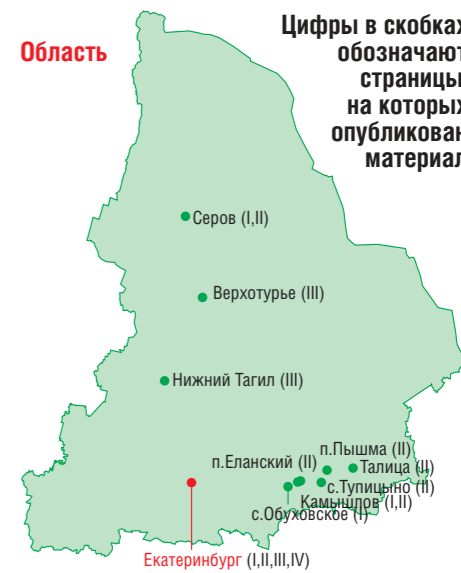 Область
Цифры в скобках
обозначают
страницы,
на которых
опубликован
материал
Серов (I,II)
Верхотурье (III)
Нижний Тагил (III)
п.Пышма (II)
п.Еланский (II)
Талица (II)
с.Тупицыно (II)
Камышлов (I,II)
с.Обуховское (I)
Екатеринбург (I,II,III,IV)